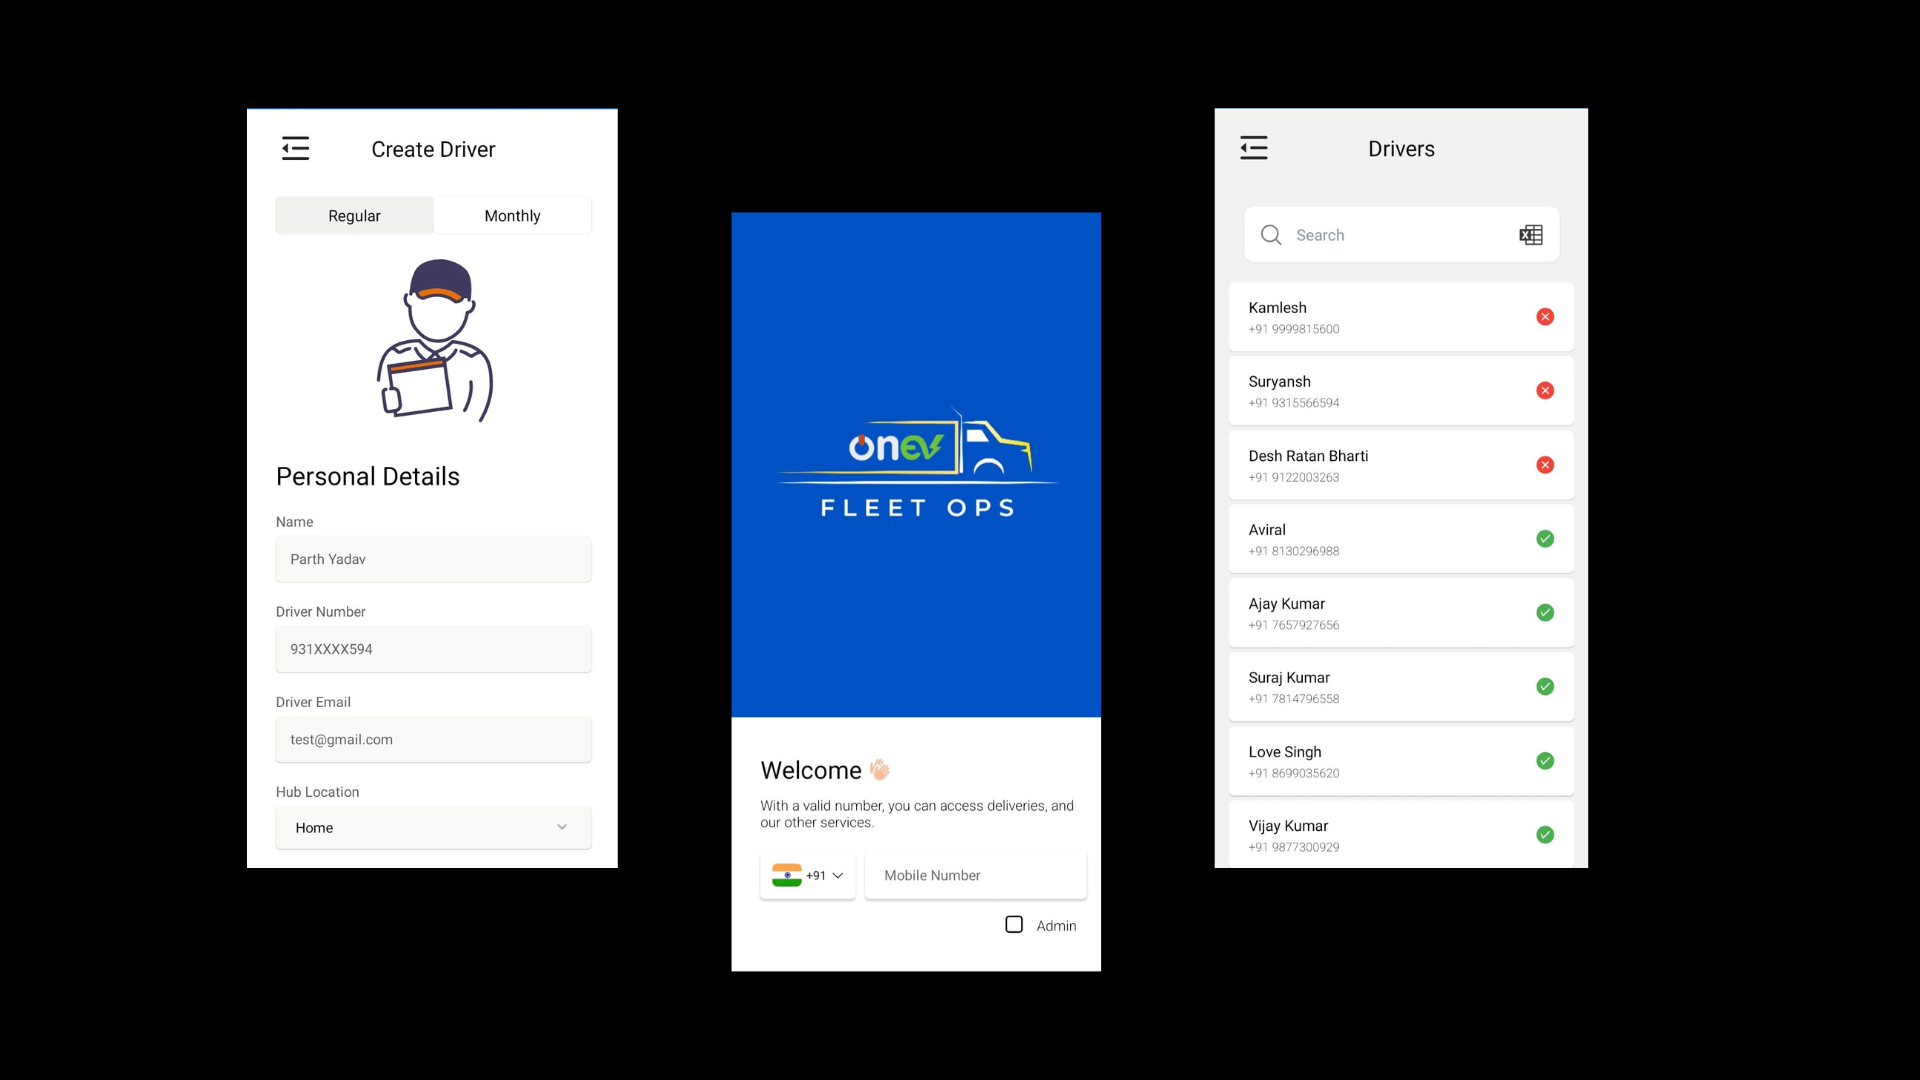 Create Driver
Regular
Monthly
Personal Details
Name
Parth Yadav
Driver Number
931XXXX594
Driver Email
test@gmail.com
Hub Location
Home
onev
FLEET OPS
Welcome 👋🏻
With a valid number, you can access deliveries, and
our other services.
+91
Mobile Number
Admin
Drivers
Search
X
Kamlesh
+91 9999815600
Suryansh
+91 9315566594
Desh Ratan Bharti
+91 9122003263
Aviral
+91 8130296988
Ajay Kumar
+91 7657927656
Suraj Kumar
+91 7814796558
Love Singh
+91 8699035620
Vijay Kumar
+91 9877300929